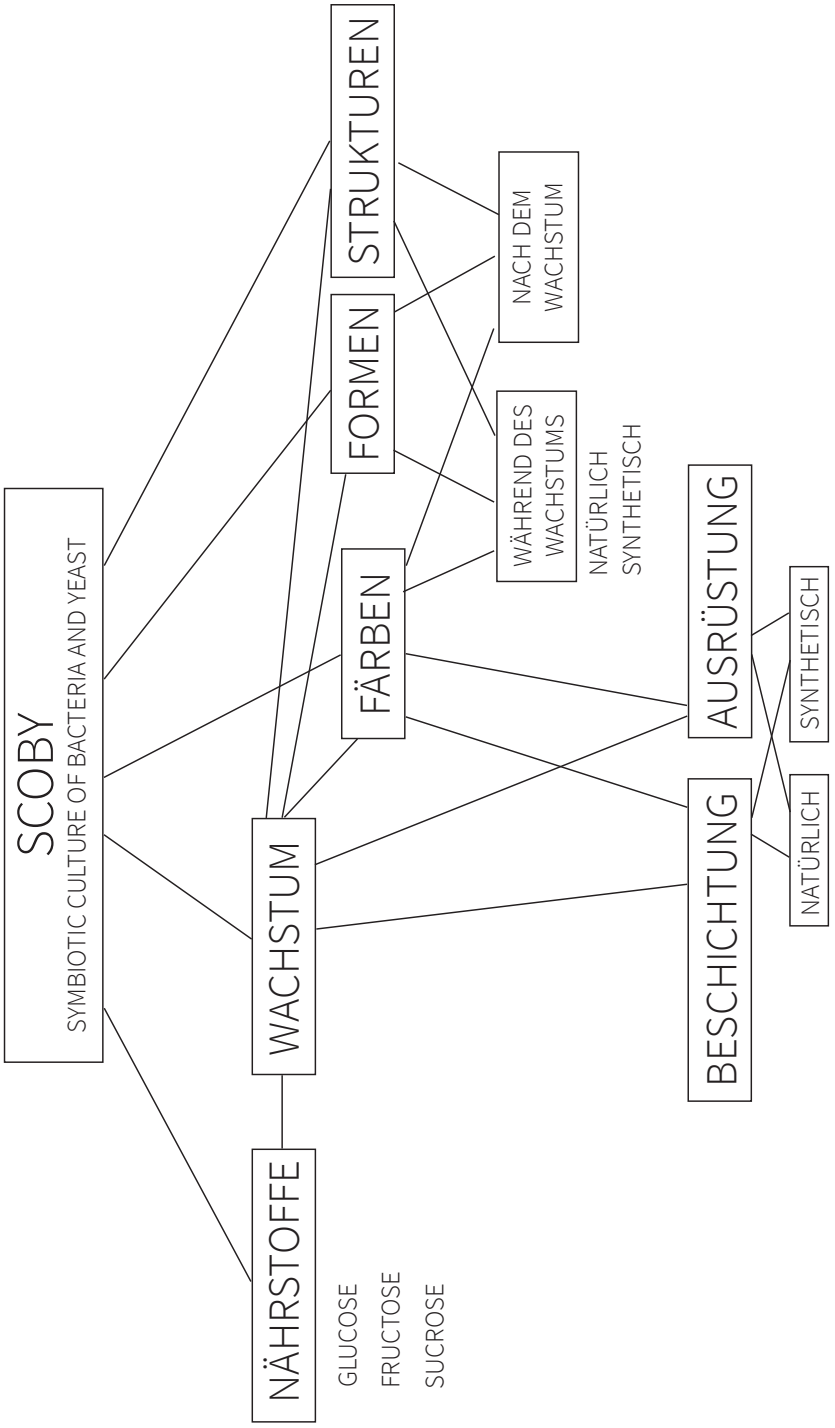 SCOBY
SYMBIOTIC CULTURE OF BACTERIA AND YEAST
NÄHRSTOFFE
GLUCOSE
FRUCTOSE
SUCROSE
WACHSTUM
FÄRBEN
FORMEN
STRUKTUREN
WÄHREND DES
WACHSTUMS
NATÜRLICH
SYNTHETISCH
NACH DEM
WACHSTUM
BESCHICHTUNG
AUSRÜSTUNG
NATÜRLICH
SYNTHETISCH